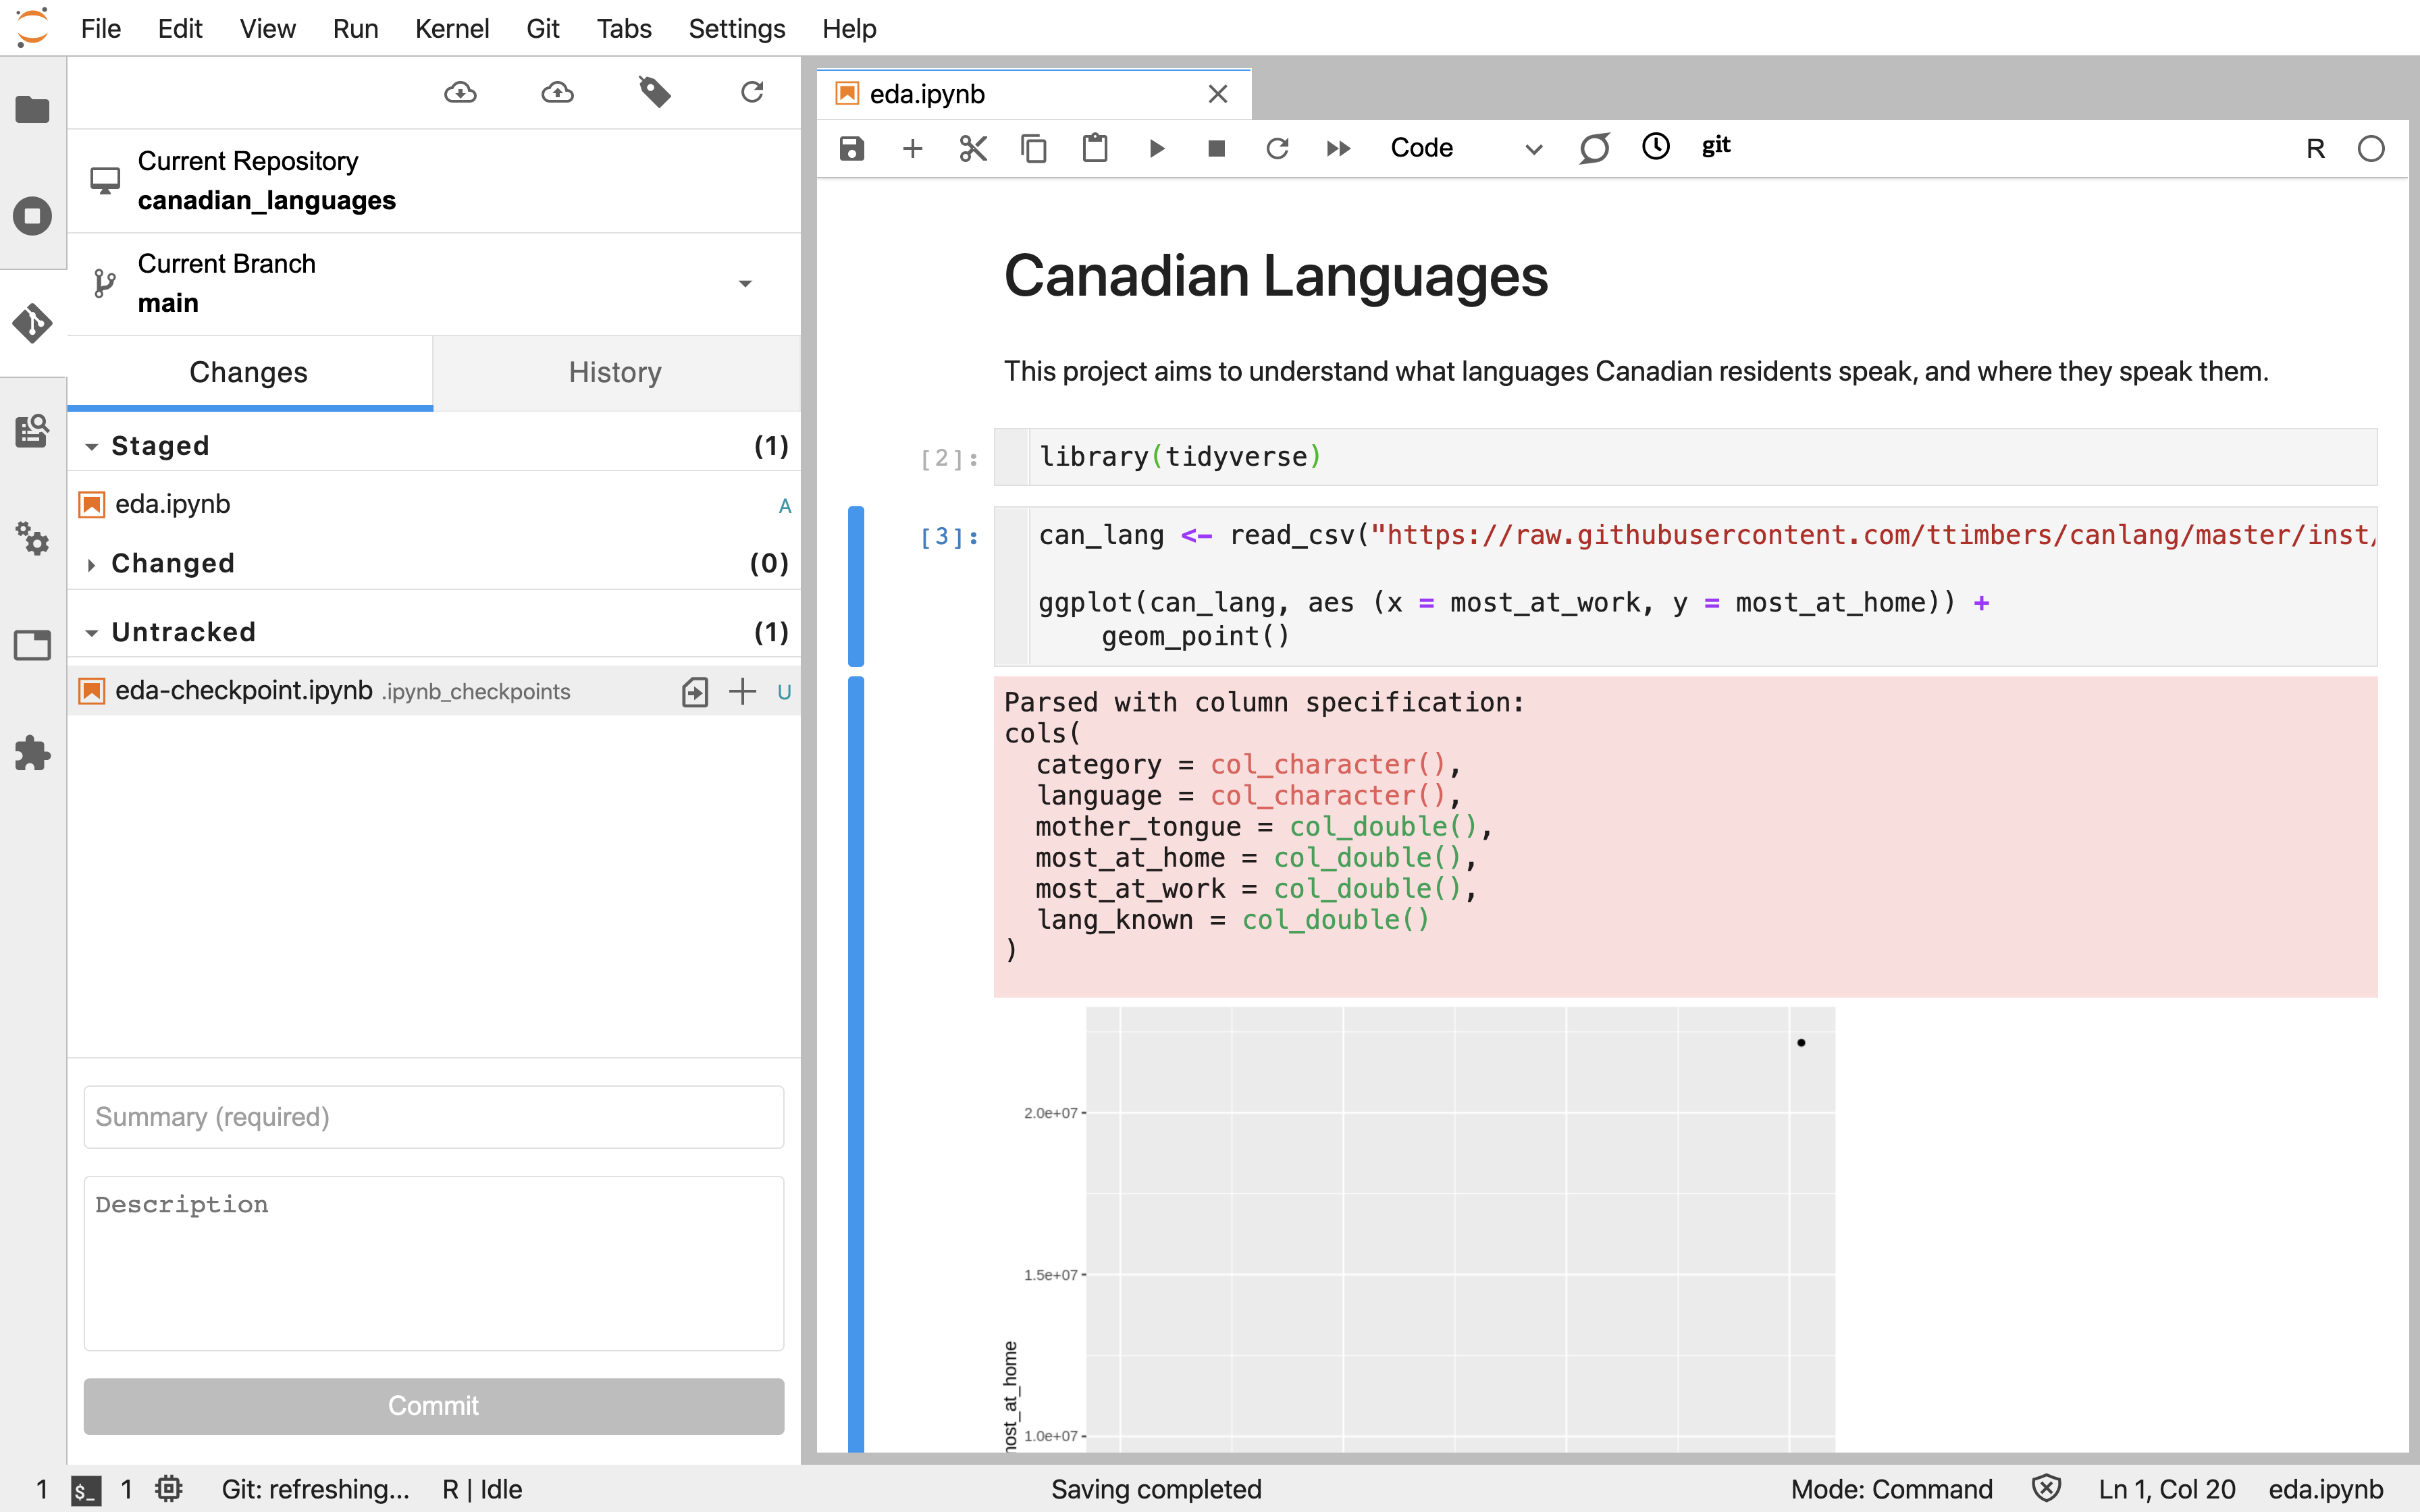 File Edit View Run Kernel Git Tabs Settings Help
Current Repository
canadian_languages
Current Branch
main
Changes History
Staged (1)
eda.ipynb A
Changed (0)
Untracked (1)
eda-checkpoint.ipynb .ipynb_checkpoints U
Summary (required)
Description
Commit
eda.ipynb
Code git R
Canadian Languages
This project aims to understand what languages Canadian residents speak, and where they speak them.
[2]: library(tidyverse)
[3]: can_lang <- read_csv("https://raw.githubusercontent.com/ttimbers/canlang/master/inst/
ggplot(can_lang, aes (x = most_at_work, y = most_at_home)) +
geom_point()
Parsed with column specification:
cols(
category = col_character(),
language = col_character(),
mother_tongue = col_double(),
most_at_home = col_double(),
most_at_work = col_double(),
lang_known = col_double()
)
2.0e+07
1.5e+07
most_at_home
1.0e+07
1 $_ 1 Git: refreshing... R | Idle Saving completed Mode: Command Ln 1, Col 20 eda.ipynb